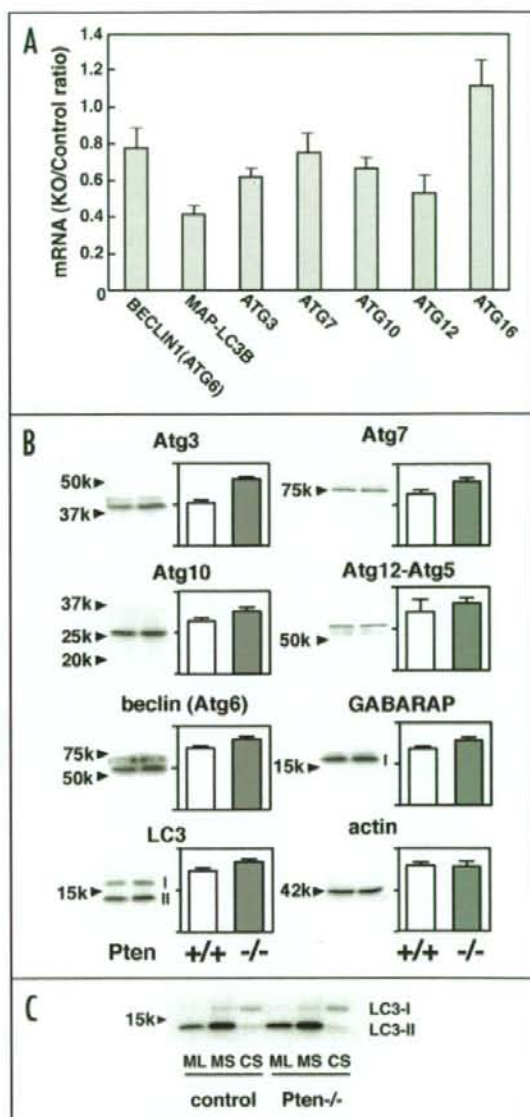 A
mRNA (KO/Control ratio)
1.4
1.2
1.0
0.8
0.6
0.4
0.2
0
BECLIN1(ATG6)
MAP-LC3B
ATG3
ATG7
ATG10
ATG12
ATG16
B
Atg3
50k
37k
Atg7
75k
Atg10
37k
25k
20k
Atg12-Atg5
50k
beclin (Atg6)
75k
50k
GABARAP
15k
I
LC3
15k
I
II
actin
42k
Pten +/+ -/- +/+ -/-
C
15k
LC3-I
LC3-II
ML MS CS ML MS CS
control Pten-/-